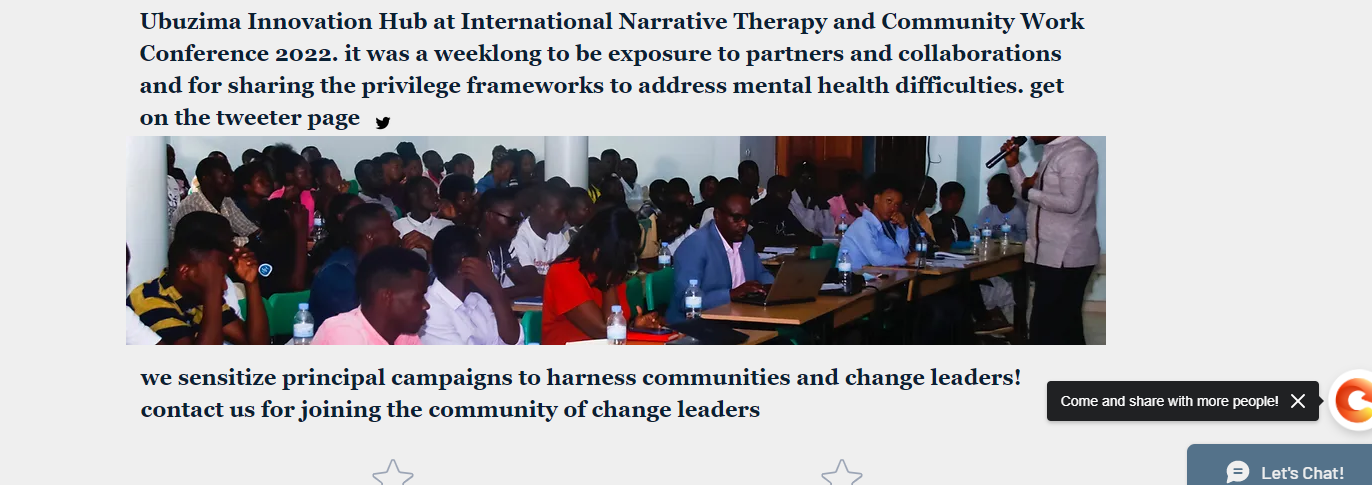 Ubuzima Innovation Hub at International Narrative Therapy and Community Work
Conference 2022. it was a weeklong to be exposure to partners and collaborations
and for sharing the privilege frameworks to address mental health difficulties. get
on the tweeter page
we sensitize principal campaigns to harness communities and change leaders!
contact us for joining the community of change leaders
Come and share with more people!
Let's Chat!